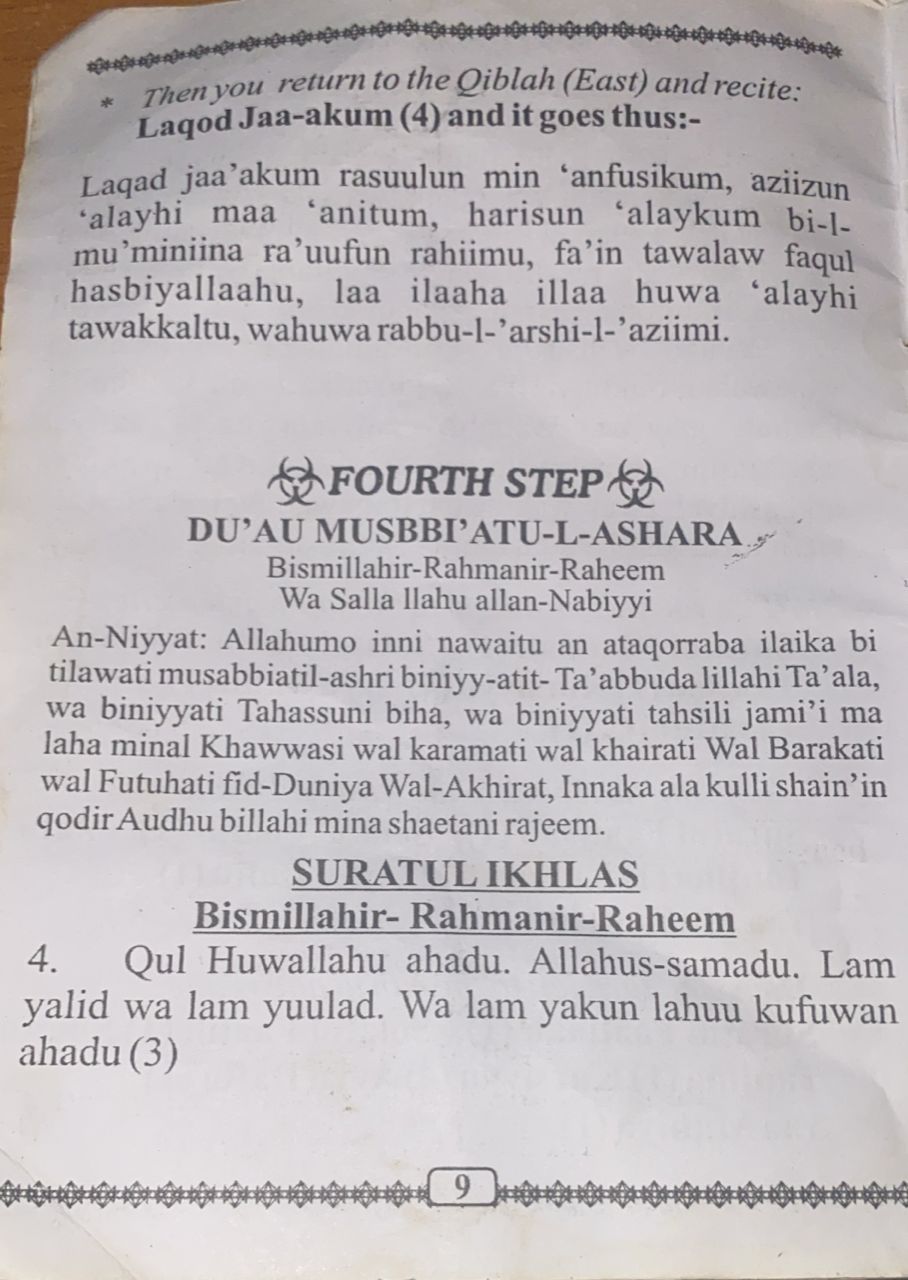 * Then you return to the Qiblah (East) and recite:
Laqod Jaa-akum (4) and it goes thus:-
Laqad jaa’akum rasuulun min ‘anfusikum, aziizun
‘alayhi maa ‘anitum, harisun ‘alaykum bi-l-
mu’miniina ra’uufun rahiimu, fa’in tawalaw faqul
hasbiyallaahu, laa ilaaha illaa huwa ‘alayhi
tawakkaltu, wahuwa rabbu-l-’arshi-l-’aziimi.
FOURTH STEP
DU’AU MUSBBI’ATU-L-ASHARA
Bismillahir-Rahmanir-Raheem
Wa Salla llahu allan-Nabiyyi
An-Niyyat: Allahumo inni nawaitu an ataqorraba ilaika bi
tilawati musabbiatil-ashri biniyy-atit- Ta’abbuda lillahi Ta’ala,
wa biniyyati Tahassuni biha, wa biniyyati tahsili jami’i ma
laha minal Khawwasi wal karamati wal khairati Wal Barakati
wal Futuhati fid-Duniya Wal-Akhirat, Innaka ala kulli shain’in
qodir Audhu billahi mina shaetani rajeem.
SURATUL IKHLAS
Bismillahir- Rahmanir-Raheem
4. Qul Huwallahu ahadu. Allahus-samadu. Lam
yalid wa lam yuulad. Wa lam yakun lahuu kufuwan
ahadu (3)
9